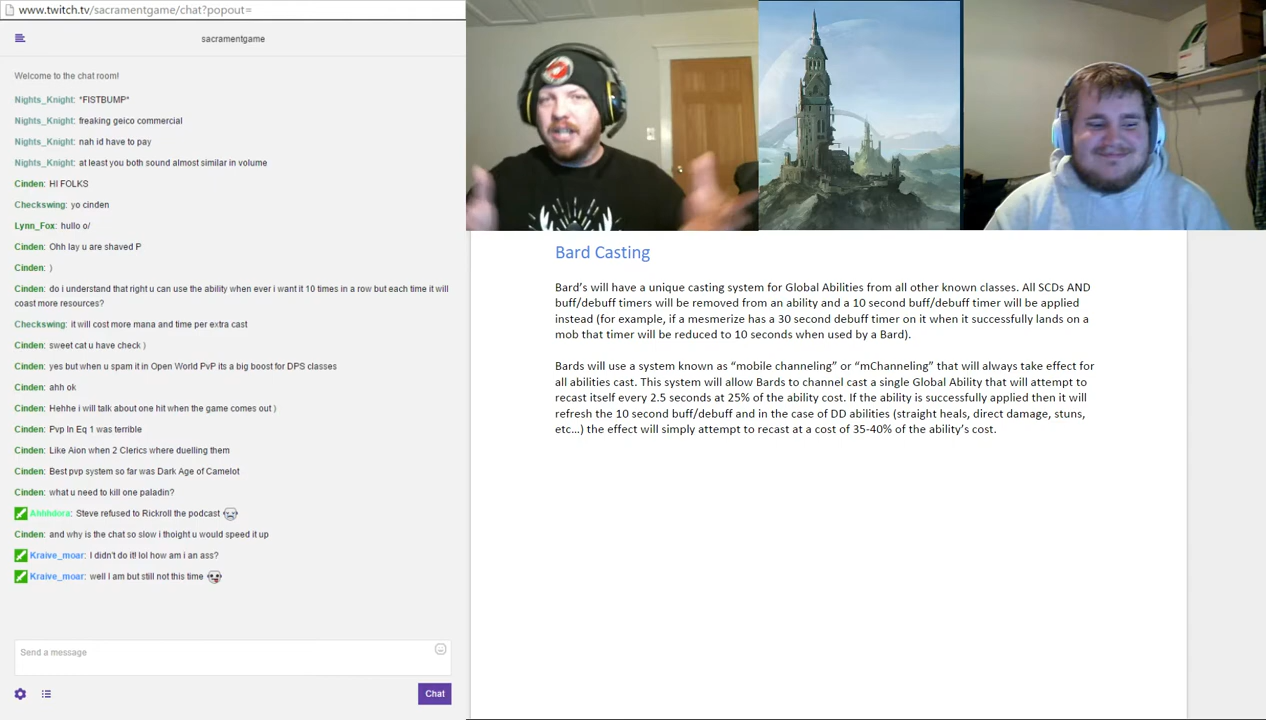 www.twitch.tv/sacramentgame/chat?popout=
sacramentgame
Welcome to the chat room!
Nights_Knight: *FISTBUMP*
Nights_Knight: freaking geico commercial
Nights_Knight: nah id have to pay
Nights_Knight: at least you both sound almost similar in volume
Cinden: HI FOLKS
Checkswing: yo cinden
Lynn_Fox: hullo o/
Cinden: Ohh lay u are shaved P
Cinden: )
Cinden: do i understand that right u can use the ability when ever i want it 10 times in a row but each time it will
coast more resources?
Checkswing: it will cost more mana and time per extra cast
Cinden: sweet cat u have check )
Cinden: yes but when u spam it in Open World PvP its a big boost for DPS classes
Cinden: ahh ok
Cinden: Hehhe i will talk about one hit when the game comes out )
Cinden: Pvp In Eq 1 was terrible
Cinden: Like Aion when 2 Clerics where duelling them
Cinden: Best pvp system so far was Dark Age of Camelot
Cinden: what u need to kill one paladin?
Ahhhdora: Steve refused to Rickroll the podcast
Cinden: and why is the chat so slow i thoight u would speed it up
Kraive_moar: I didn't do it! lol how am i an ass?
Kraive_moar: well I am but still not this time
Send a message
Chat
Bard Casting
Bard's will have a unique casting system for Global Abilities from all other known classes. All SCDs AND
buff/debuff timers will be removed from an ability and a 10 second buff/debuff timer will be applied
instead (for example, if a mesmerize has a 30 second debuff timer on it when it successfully lands on a
mob that timer will be reduced to 10 seconds when used by a Bard).
Bards will use a system known as “mobile channeling” or “mChanneling” that will always take effect for
all abilities cast. This system will allow Bards to channel cast a single Global Ability that will attempt to
recast itself every 2.5 seconds at 25% of the ability cost. If the ability is successfully applied then it will
refresh the 10 second buff/debuff and in the case of DD abilities (straight heals, direct damage, stuns,
etc…) the effect will simply attempt to recast at a cost of 35-40% of the ability's cost.